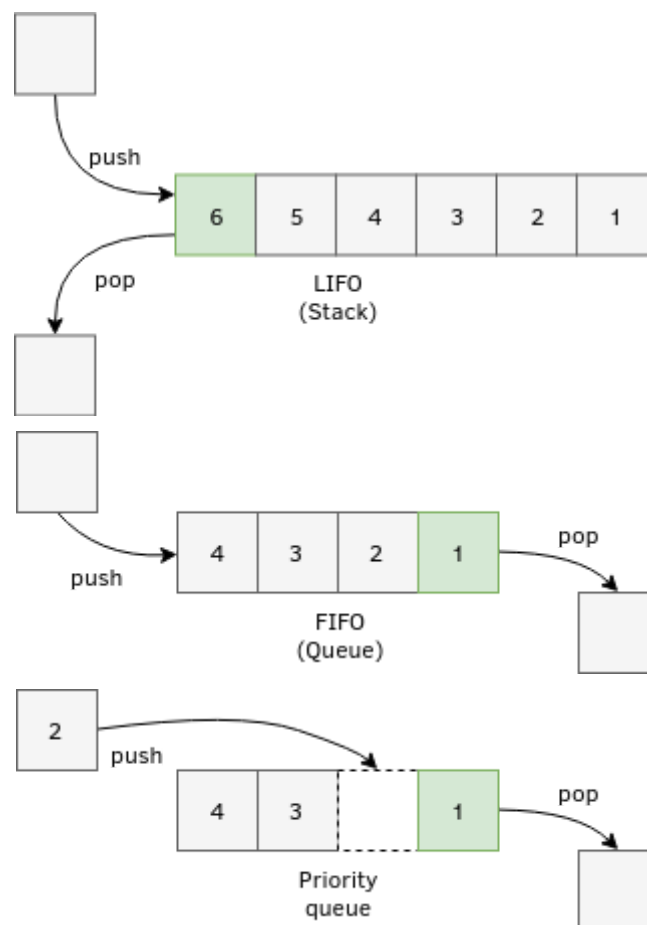 push
6 5 4 3 2 1
pop
LIFO
(Stack)
4 3 2 1
pop
push
FIFO
(Queue)
2
push
4 3 1
pop
Priority
queue